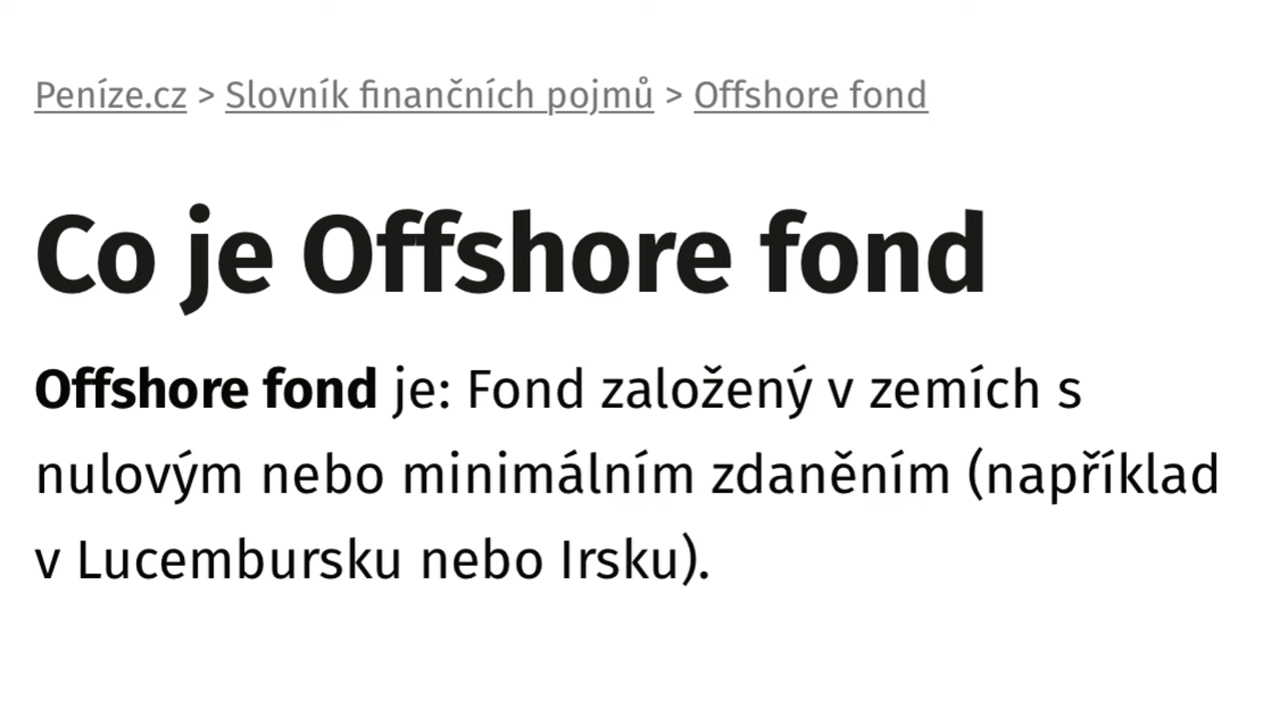 Peníze.cz > Slovník finančních pojmů > Offshore fond
Co je Offshore fond
Offshore fond je: Fond založený v zemích s
nulovým nebo minimálním zdaněním (například
v Lucembursku nebo Irsku).